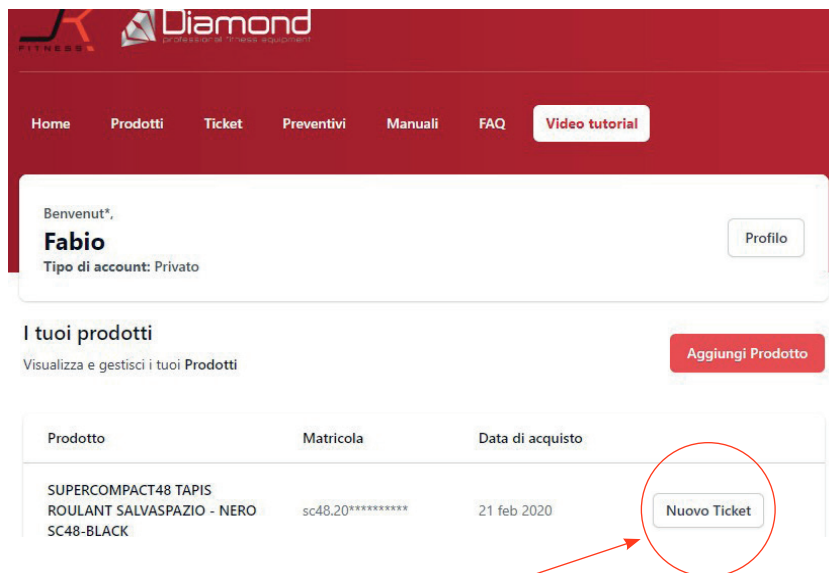 JK
FITNESS
Diamond
professional fitness equipment
Home Prodotti Ticket Preventivi Manuali FAQ Video tutorial
Benvenut*,
Fabio
Profilo
Tipo di account: Privato
I tuoi prodotti
Visualizza e gestisci i tuoi Prodotti
Aggiungi Prodotto
Prodotto Matricola Data di acquisto
SUPERCOMPACT48 TAPIS
ROULANT SALVASPAZIO - NERO
SC48-BLACK
sc48.20**********
21 feb 2020
Nuovo Ticket